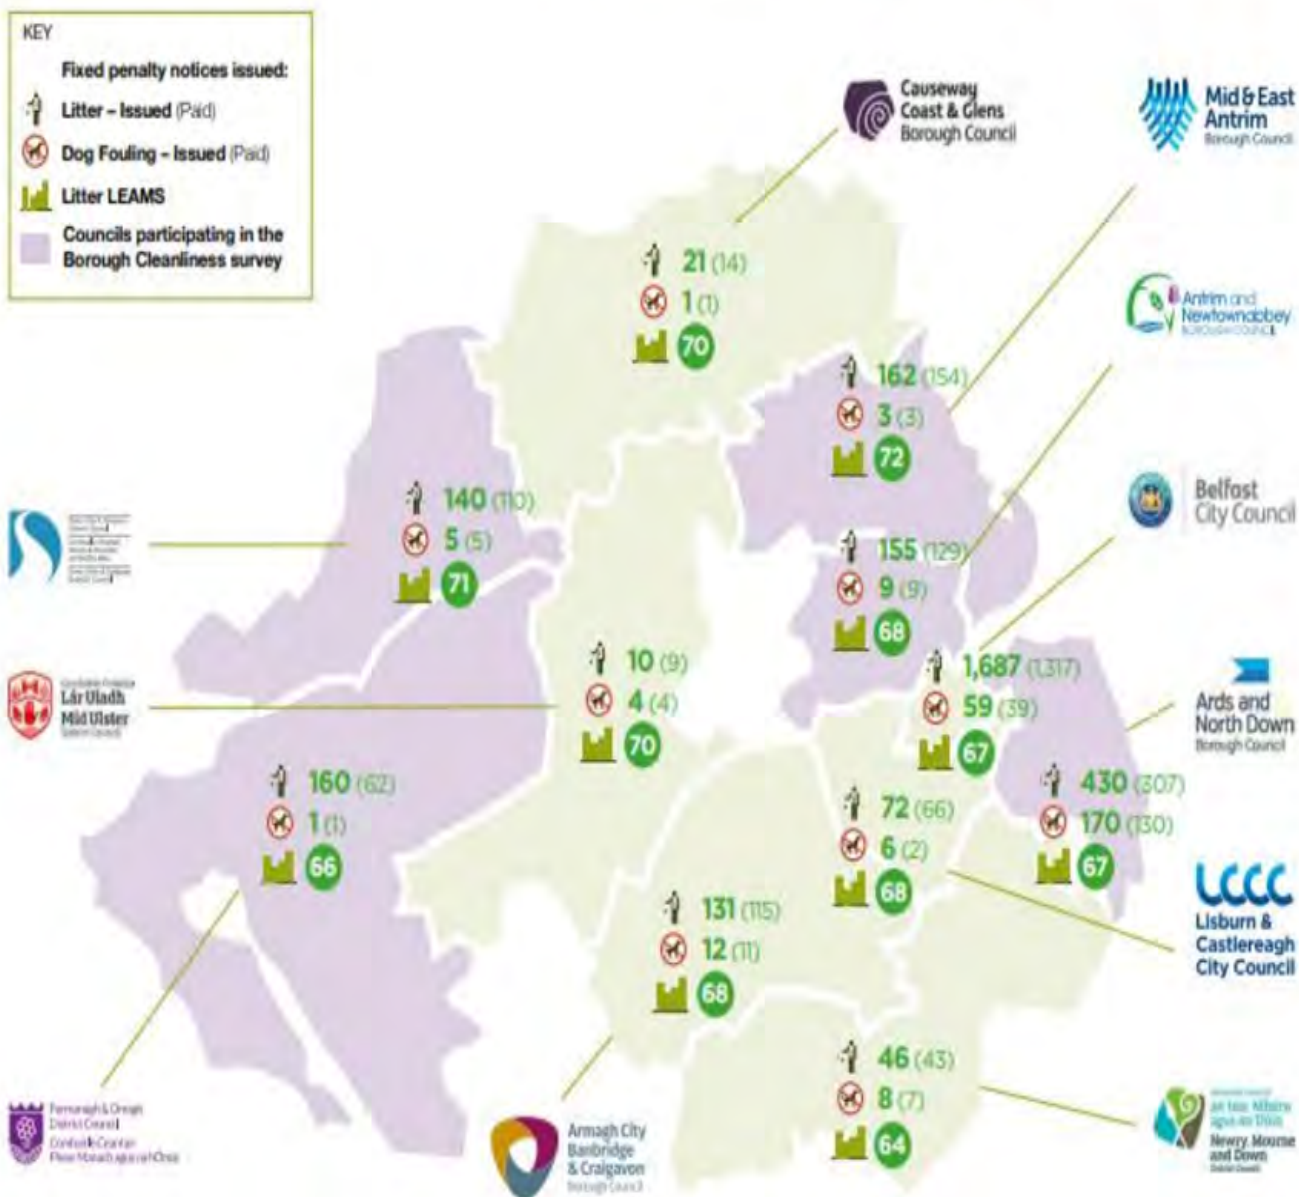 KEY
Fixed penalty notices issued:
Litter – Issued (Paid)
Dog Fouling – Issued (Paid)
Litter LEAMS
Councils participating in the
Borough Cleanliness survey
Causeway
Coast & Glens
Borough Council
Mid & East
Antrim
Borough Council
21 (14)
1 (1)
70
Antrim and
Newtownabbey
BOROUGH COUNCIL
162 (154)
3 (3)
72
Belfast
City Council
140 (110)
5 (5)
71
155 (129)
9 (9)
68
Lár Uladh
Mid Ulster
10 (9)
4 (4)
70
1,687 (1,317)
59 (39)
67
Ards and
North Down
Borough Council
160 (62)
1 (1)
66
72 (66)
6 (2)
68
430 (307)
170 (130)
67
LCCC
Lisburn &
Castlereagh
City Council
131 (115)
12 (11)
68
46 (43)
8 (7)
64
Fermanagh & Omagh
District Council
Armagh City
Banbridge
& Craigavon
Borough Council
Newry, Mourne
and Down
District Council